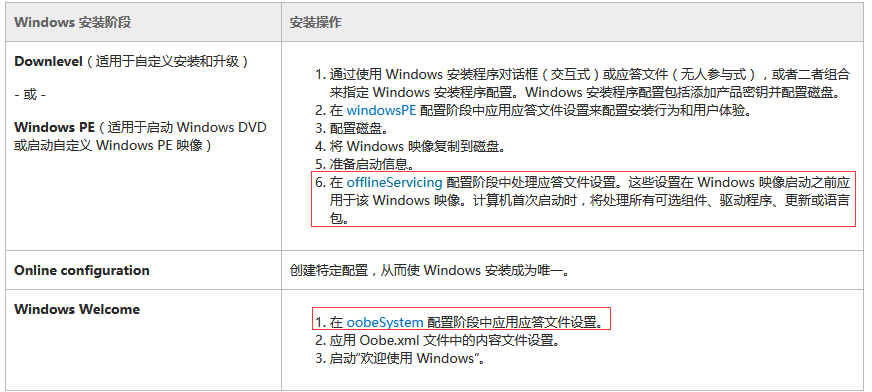 Windows 安装阶段
安装操作
Downlevel（适用于自定义安装和升级）
- 或 -
Windows PE（适用于启动 Windows DVD
或启动自定义 Windows PE 映像）
1. 通过使用 Windows 安装程序对话框（交互式）或应答文件（无人参与式），或者二者组合
来指定 Windows 安装程序配置。Windows 安装程序配置包括添加产品密钥并配置磁盘。
2. 在 windowsPE 配置阶段中应用应答文件设置来配置安装行为和用户体验。
3. 配置磁盘。
4. 将 Windows 映像复制到磁盘。
5. 准备启动信息。
6. 在 offlineServicing 配置阶段中处理应答文件设置。这些设置在 Windows 映像启动之前应
用于该 Windows 映像。计算机首次启动时，将处理所有可选组件、驱动程序、更新或语言
包。
Online configuration
创建特定配置，从而使 Windows 安装成为唯一。
Windows Welcome
1. 在 oobeSystem 配置阶段中应用应答文件设置。
2. 应用 Oobe.xml 文件中的内容文件设置。
3. 启动“欢迎使用 Windows”。